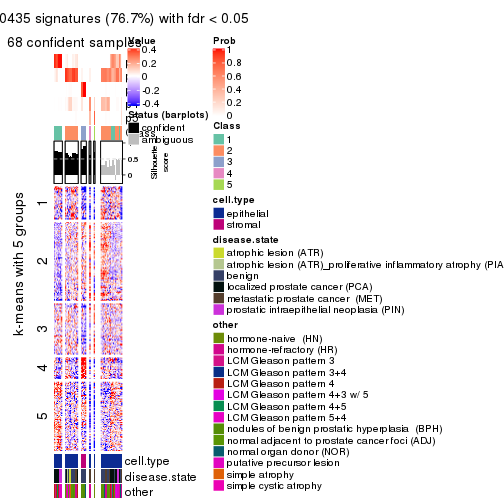 0435 signatures (76.7%) with fdr < 0.05
68 confident samples
Value
0.4
0.2
0
-0.2
-0.4
Status (barplots)
confident
ambiguous
0.5
0
Silhouette
score
k-means with 5 groups
1
2
3
4
5
cell.type
disease.state
other
Prob
1
0.8
0.6
0.4
0.2
0
Class
1
2
3
4
5
cell.type
epithelial
stromal
disease.state
atrophic lesion (ATR)
atrophic lesion (ATR)_proliferative inflammatory atrophy (PIA
benign
localized prostate cancer (PCA)
metastatic prostate cancer (MET)
prostatic intraepithelial neoplasia (PIN)
other
hormone-naive (HN)
hormone-refractory (HR)
LCM Gleason pattern 3
LCM Gleason pattern 3+4
LCM Gleason pattern 4
LCM Gleason pattern 4+3 w/ 5
LCM Gleason pattern 4+5
LCM Gleason pattern 5+4
nodules of benign prostatic hyperplasia (BPH)
normal adjacent to prostate cancer foci (ADJ)
normal organ donor (NOR)
putative precursor lesion
simple atrophy
simple cystic atrophy